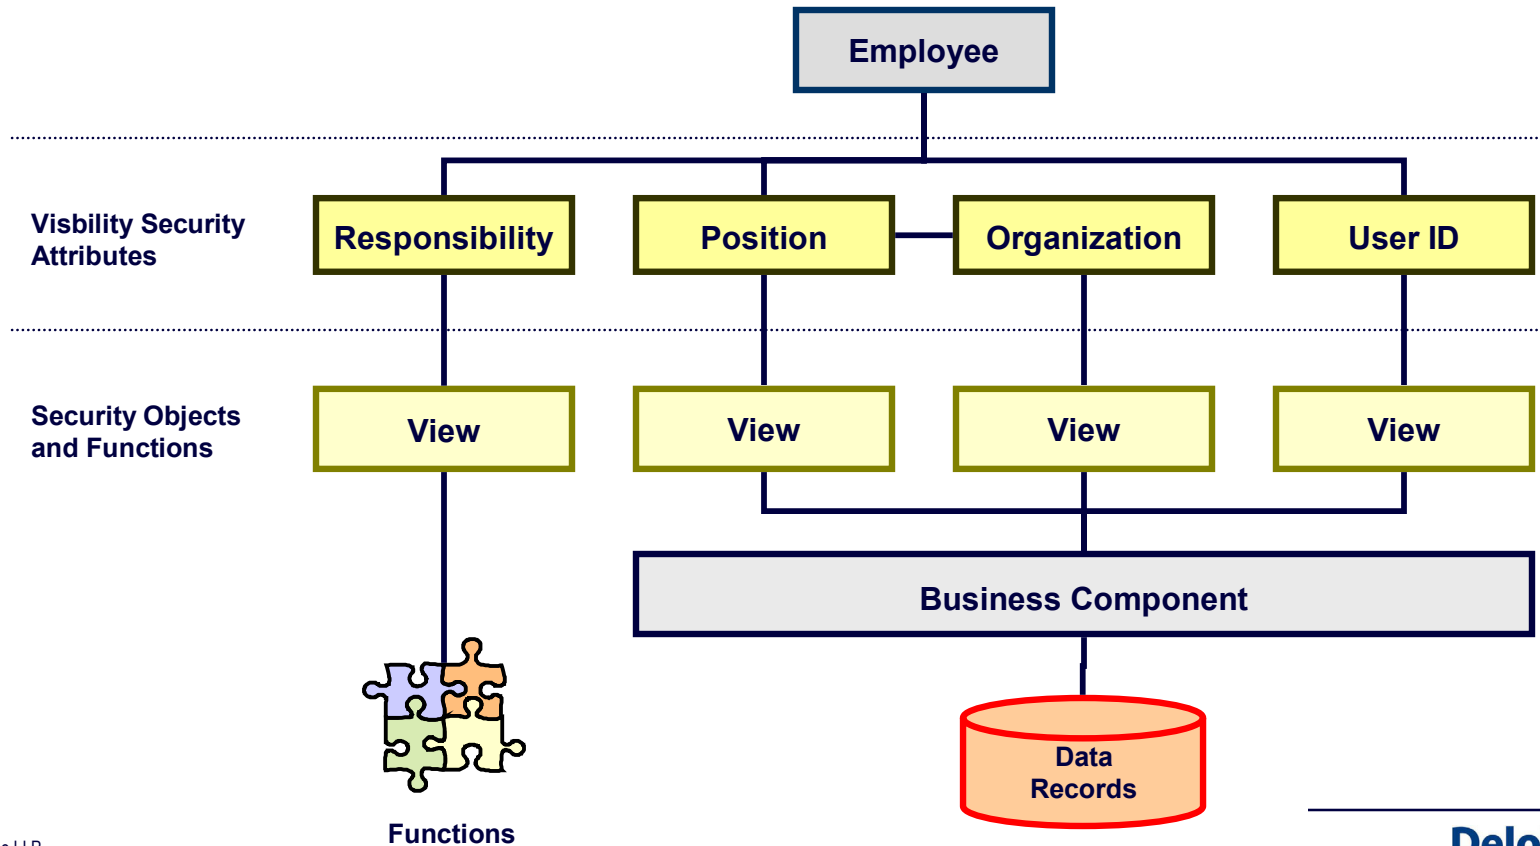 Employee
Visbility Security
Attributes
Responsibility
Position
Organization
User ID
Security Objects
and Functions
View
View
View
View
Business Component
Data
Records
Functions